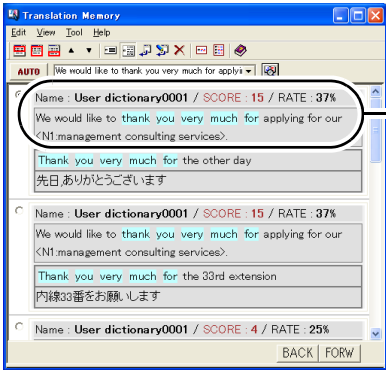 Translation Memory
Edit View Tool Help
AUTO We would like to thank you very much for applyi
Name : User dictionary0001 / SCORE : 15 / RATE : 37%
We would like to thank you very much for applying for our
<N1:management consulting services>.
Thank you very much for the other day
先日,ありがとうございます
Name : User dictionary0001 / SCORE : 15 / RATE : 37%
We would like to thank you very much for applying for our
<N1:management consulting services>.
Thank you very much for the 33rd extension
内線33番をお願いします
Name : User dictionary0001 / SCORE : 4 / RATE : 25%
BACK FORW